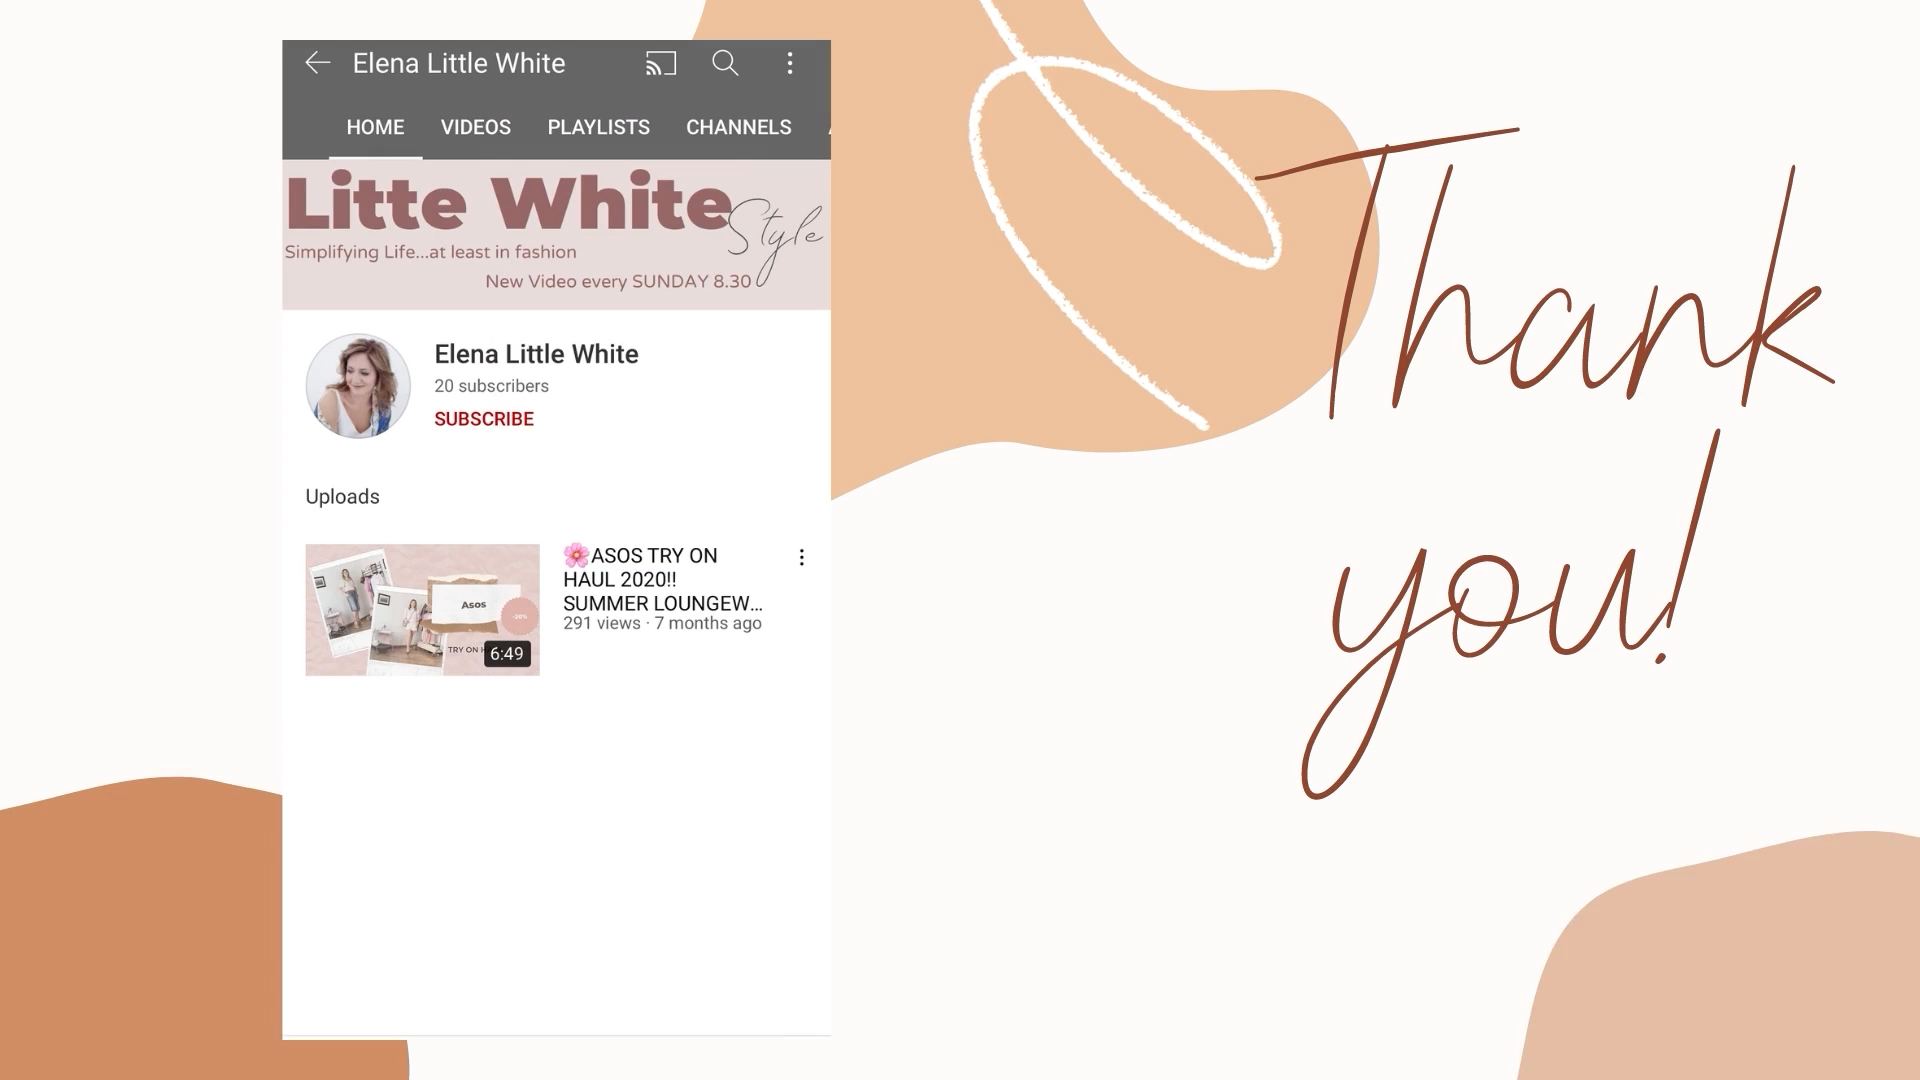 Elena Little White
HOME VIDEOS PLAYLISTS CHANNELS
Litte White Style
Simplifying Life...at least in fashion
New Video every SUNDAY 8.30
Elena Little White
20 subscribers
SUBSCRIBE
Uploads
🌸ASOS TRY ON
HAUL 2020!!
SUMMER LOUNGEW...
291 views · 7 months ago
Asos
-20%
TRY ON
6:49
Thank
you!